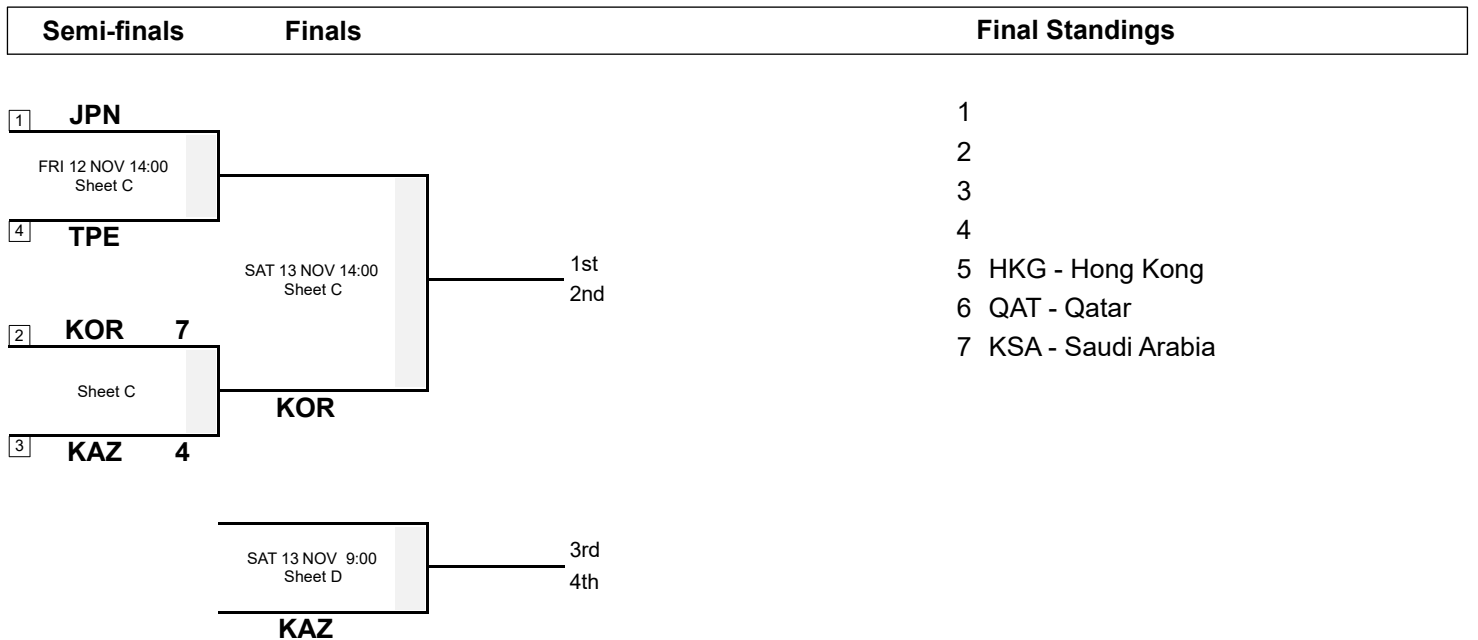 Semi-finals Finals Final Standings
1 JPN
FRI 12 NOV 14:00
Sheet C
4 TPE
SAT 13 NOV 14:00
Sheet C
1st
2nd
2 KOR 7
Sheet C
KOR
3 KAZ 4
SAT 13 NOV 9:00
Sheet D
3rd
4th
KAZ
1
2
3
4
5 HKG - Hong Kong
6 QAT - Qatar
7 KSA - Saudi Arabia